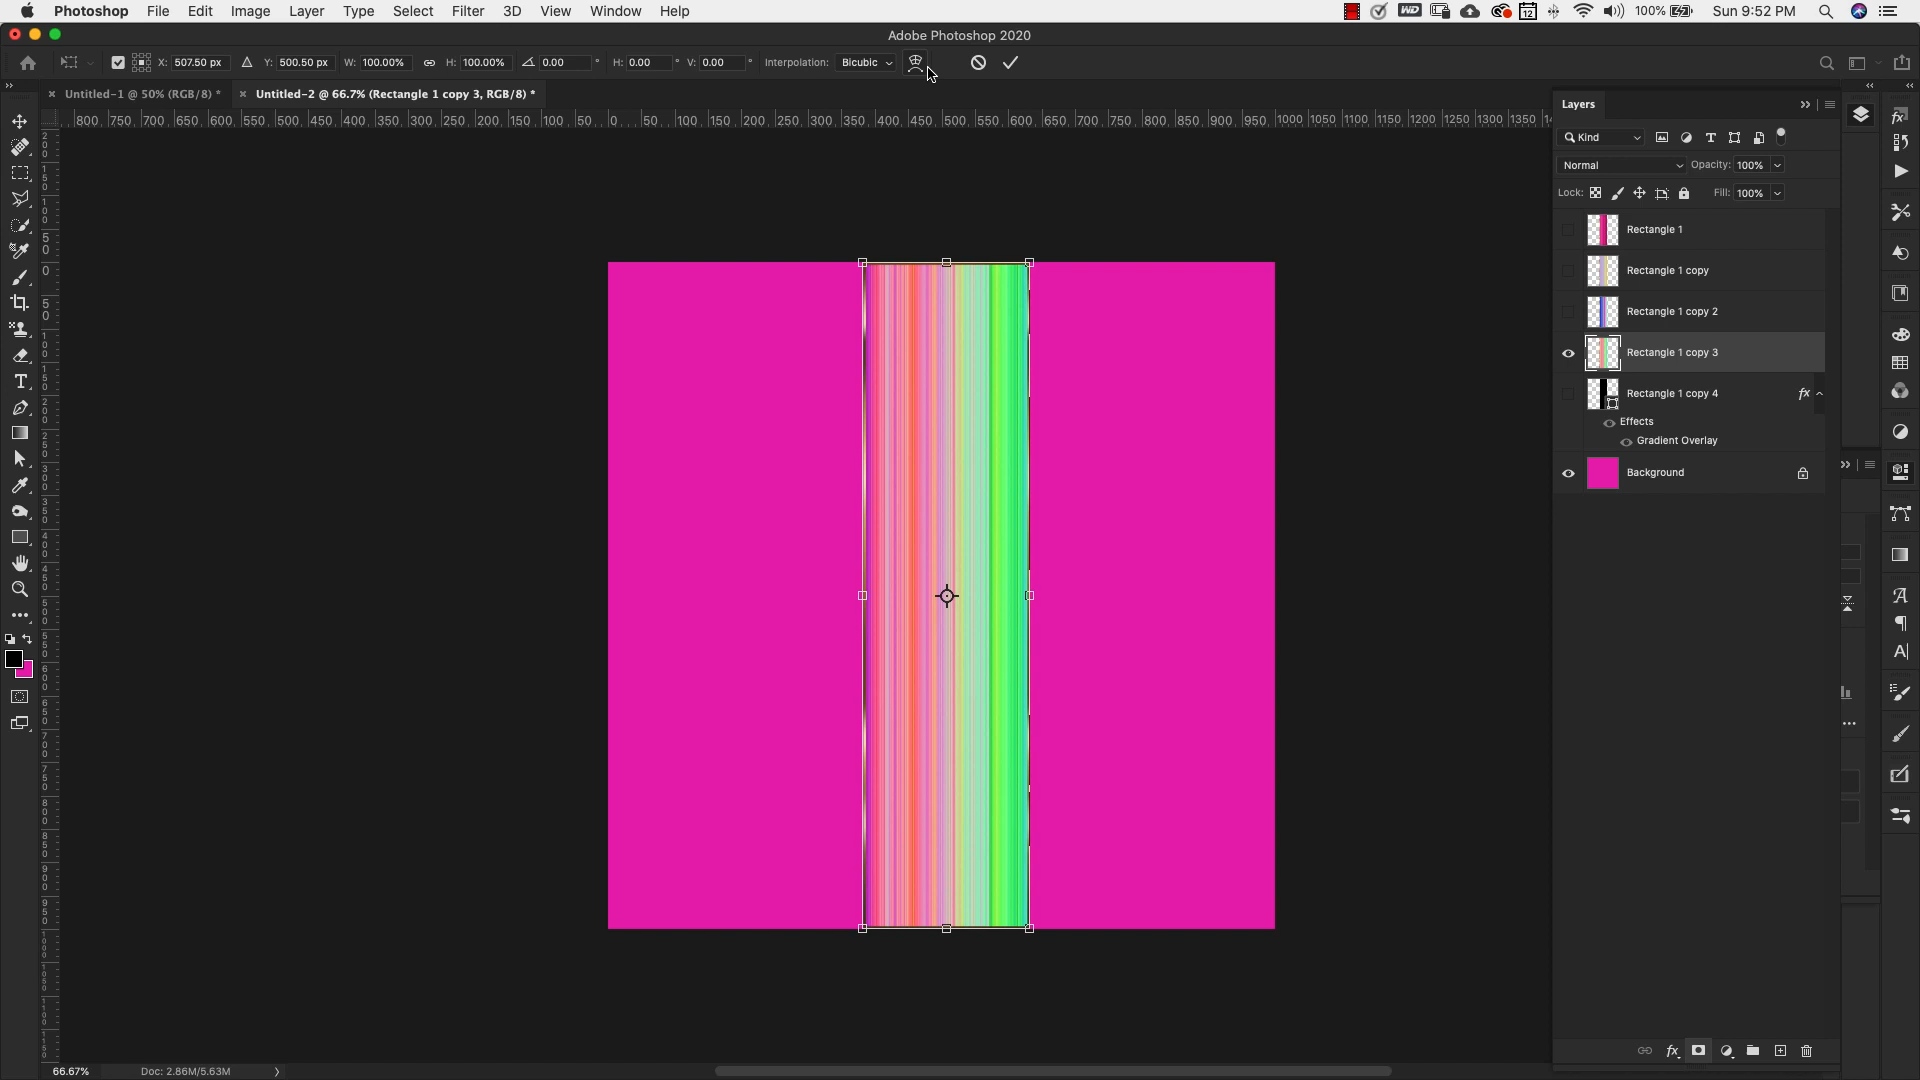 Photoshop File Edit Image Layer Type Select Filter 3D View Window Help WD 12 100% Sun 9:52 PM
Adobe Photoshop 2020
X: 507.50 px Y: 500.50 px W: 100.00% H: 100.00% 0.00 ° H: 0.00 ° V: 0.00 ° Interpolation: Bicubic
Untitled-1 @ 50% (RGB/8) * Untitled-2 @ 66.7% (Rectangle 1 copy 3, RGB/8) *
800 750 700 650 600 550 500 450 400 350 300 250 200 150 100 50 0 50 100 150 200 250 300 350 400 450 500 550 600 650 700 750 800 850 900 950 1000 1050 1100 1150 1200 1250 1300 1350 1400 1450 1500 1350
Layers
Kind
Normal Opacity: 100%
Lock: Fill: 100%
Rectangle 1
Rectangle 1 copy
Rectangle 1 copy 2
Rectangle 1 copy 3
Rectangle 1 copy 4 fx
Effects
Gradient Overlay
Background
66.67% Doc: 2.86M/5.63M